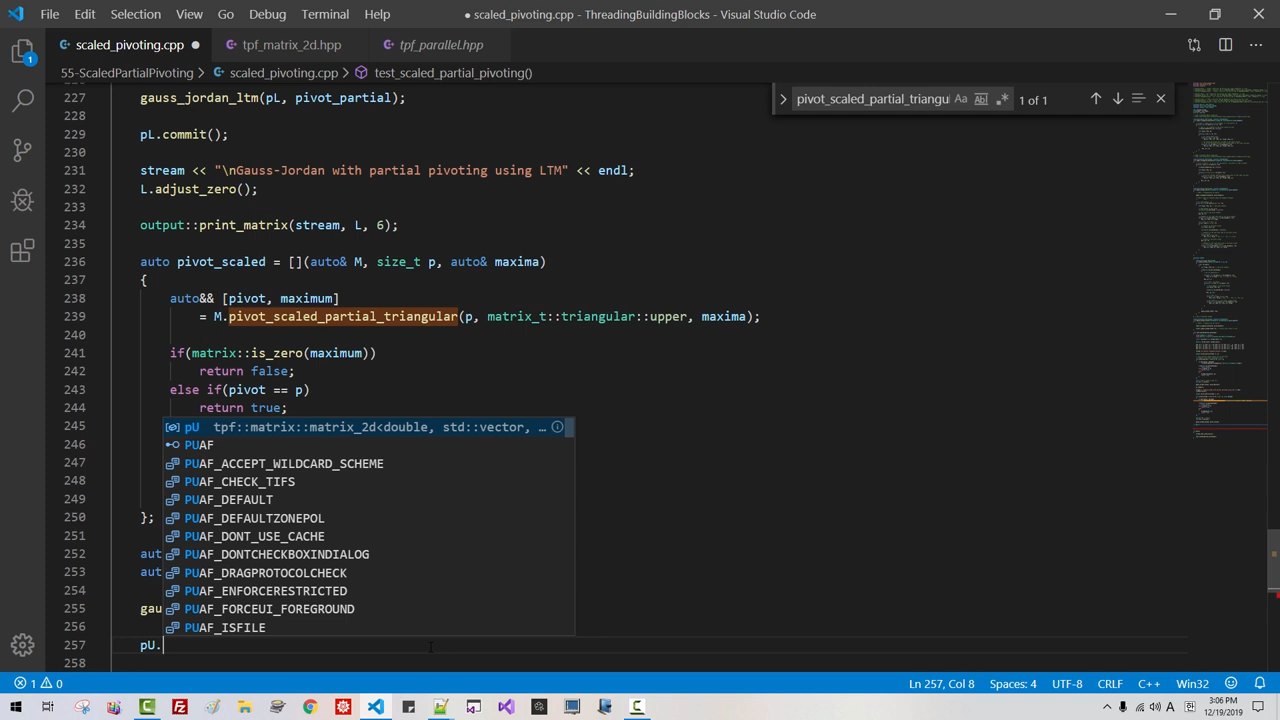 File Edit Selection View Go Debug Terminal Help ● scaled_pivoting.cpp - ThreadingBuildingBlocks - Visual Studio Code
scaled_pivoting.cpp ● tpf_matrix_2d.hpp tpf_parallel.hpp
55-ScaledPartialPivoting > scaled_pivoting.cpp > test_scaled_partial_pivoting()
pivot_scaled_partial_triang 1 of 1
227 gauss_jordan_ltm(pL, pivot_partial);
228
229 pL.commit();
230
231 stream << "\nGauss-Jordan - Partial Pivoting - L - LTM" << endl;
232 L.adjust_zero();
233
234 output::print_matrix(stream, L, 6);
235
236 auto pivot_scaled = [](auto& M, size_t p, auto& maxima)
237 {
238 auto&& [pivot, maximum]
239 = M.pivot_scaled_partial_triangular(p, matrix_t::triangular::upper, maxima);
240
241 if(matrix::is_zero(maximum))
242 return false;
243 else if(pivot == p)
244 return true;
245 pU tpf::matrix::matrix_2d<double, std::vector, ...
246 PUAF
247 PUAF_ACCEPT_WILDCARD_SCHEME
248 PUAF_CHECK_TIFS
249 PUAF_DEFAULT
250 }; PUAF_DEFAULTZONEPOL
251 PUAF_DONT_USE_CACHE
252 aut PUAF_DONTCHECKBOXINDIALOG
253 aut PUAF_DRAGPROTOCOLCHECK
254 PUAF_ENFORCERESTRICTED
255 gau PUAF_FORCEUI_FOREGROUND
256 PUAF_ISFILE
257 pU.
258
1 0 Ln 257, Col 8 Spaces: 4 UTF-8 CRLF C++ Win32
3:06 PM
12/19/2019